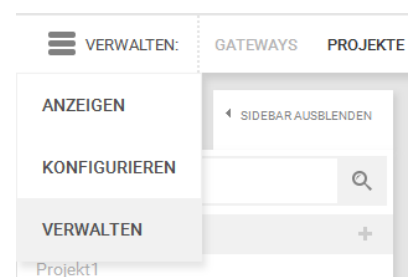 VERWALTEN: GATEWAYS PROJEKTE
ANZEIGEN
SIDEBAR AUSBLENDEN
KONFIGURIEREN
VERWALTEN
Projekt1